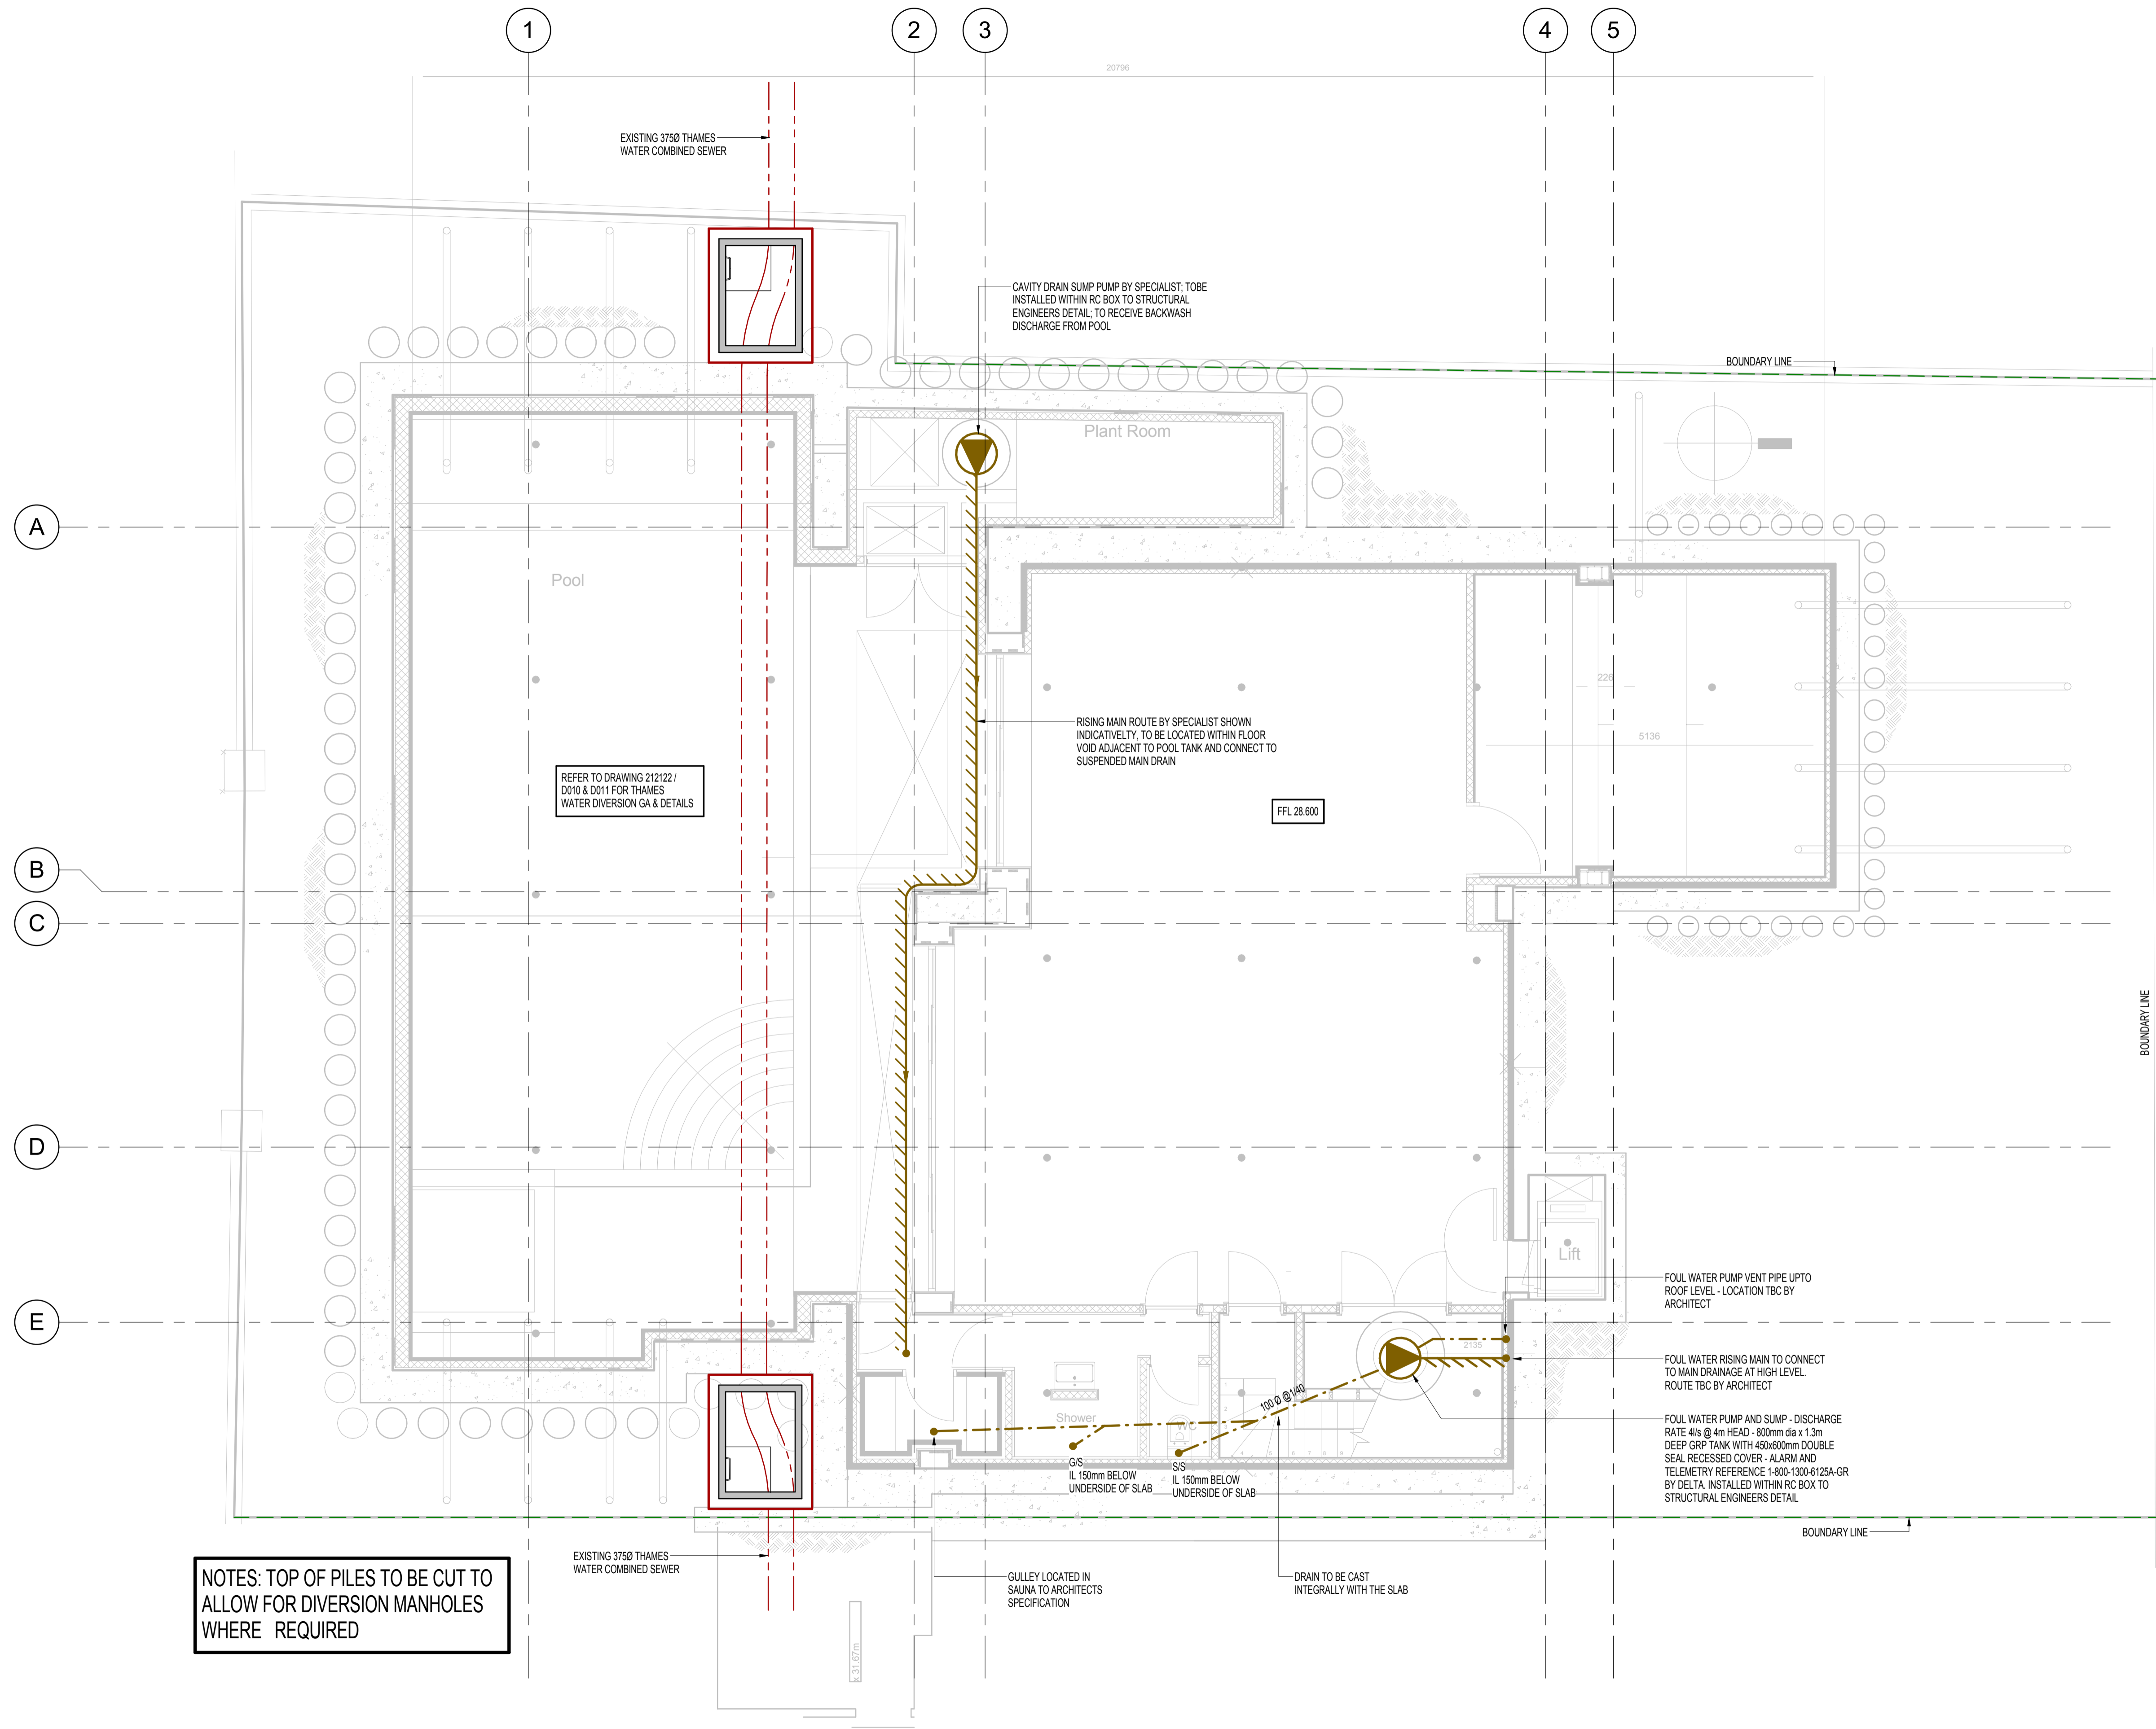 1
2
3
4
5
20796
EXISTING 375Ø THAMES
WATER COMBINED SEWER
CAVITY DRAIN SUMP PUMP BY SPECIALIST; TOBE
INSTALLED WITHIN RC BOX TO STRUCTURAL
ENGINEERS DETAIL; TO RECEIVE BACKWASH
DISCHARGE FROM POOL
BOUNDARY LINE
Plant Room
A
Pool
226
RISING MAIN ROUTE BY SPECIALIST SHOWN
INDICATIVELTY, TO BE LOCATED WITHIN FLOOR
VOID ADJACENT TO POOL TANK AND CONNECT TO
SUSPENDED MAIN DRAIN
5136
REFER TO DRAWING 212122 /
D010 & D011 FOR THAMES
WATER DIVERSION GA & DETAILS
FFL 28.600
B
C
BOUNDARY LINE
D
Lift
FOUL WATER PUMP VENT PIPE UPTO
ROOF LEVEL - LOCATION TBC BY
ARCHITECT
E
2135
FOUL WATER RISING MAIN TO CONNECT
TO MAIN DRAINAGE AT HIGH LEVEL.
ROUTE TBC BY ARCHITECT
100 Ø @1/40
Shower
WC
FOUL WATER PUMP AND SUMP - DISCHARGE
RATE 4l/s @ 4m HEAD - 800mm dia x 1.3m
DEEP GRP TANK WITH 450x600mm DOUBLE
SEAL RECESSED COVER - ALARM AND
TELEMETRY REFERENCE 1-800-1300-6125A-GR
BY DELTA. INSTALLED WITHIN RC BOX TO
STRUCTURAL ENGINEERS DETAIL
G/S
IL 150mm BELOW
UNDERSIDE OF SLAB
S/S
IL 150mm BELOW
UNDERSIDE OF SLAB
BOUNDARY LINE
EXISTING 375Ø THAMES
WATER COMBINED SEWER
GULLEY LOCATED IN
SAUNA TO ARCHITECTS
SPECIFICATION
DRAIN TO BE CAST
INTEGRALLY WITH THE SLAB
NOTES: TOP OF PILES TO BE CUT TO
ALLOW FOR DIVERSION MANHOLES
WHERE REQUIRED
x 31.67m